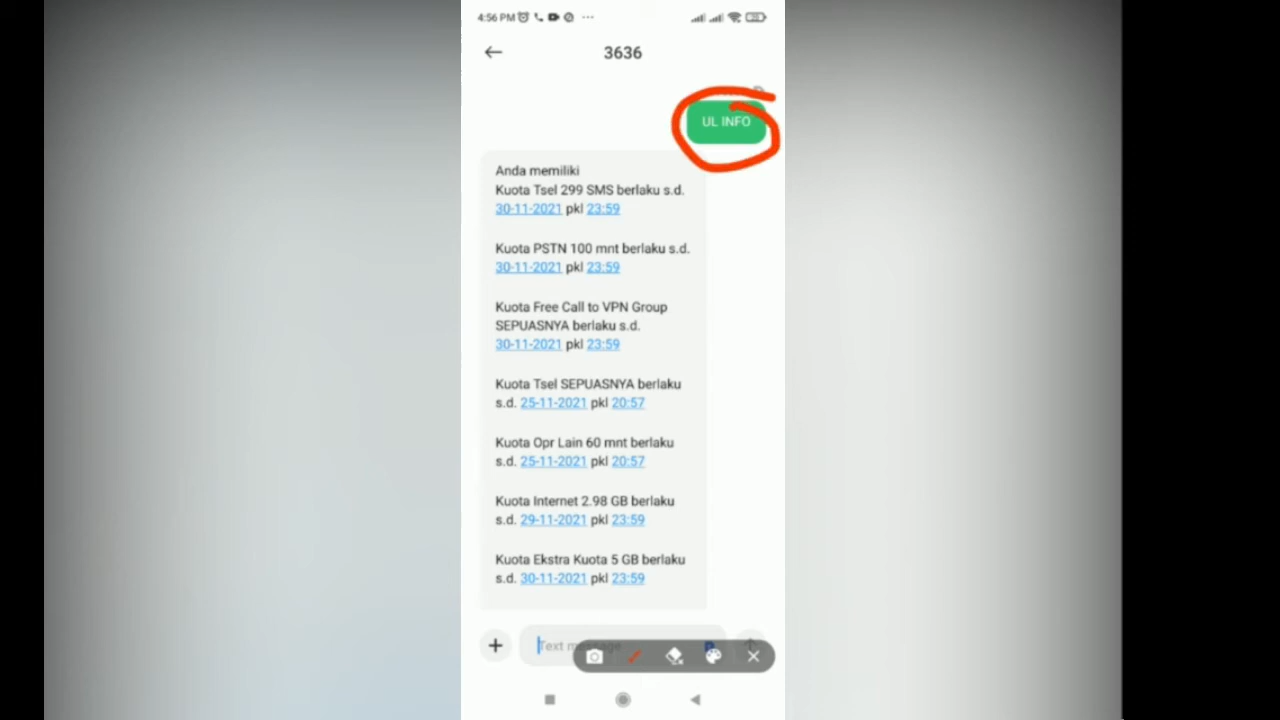 4:56 PM
3636
UL INFO
Anda memiliki
Kuota Tsel 299 SMS berlaku s.d.
30-11-2021 pkl 23:59
Kuota PSTN 100 mnt berlaku s.d.
30-11-2021 pkl 23:59
Kuota Free Call to VPN Group
SEPUASNYA berlaku s.d.
30-11-2021 pkl 23:59
Kuota Tsel SEPUASNYA berlaku
s.d. 25-11-2021 pkl 20:57
Kuota Opr Lain 60 mnt berlaku
s.d. 25-11-2021 pkl 20:57
Kuota Internet 2.98 GB berlaku
s.d. 29-11-2021 pkl 23:59
Kuota Ekstra Kuota 5 GB berlaku
s.d. 30-11-2021 pkl 23:59
Text message